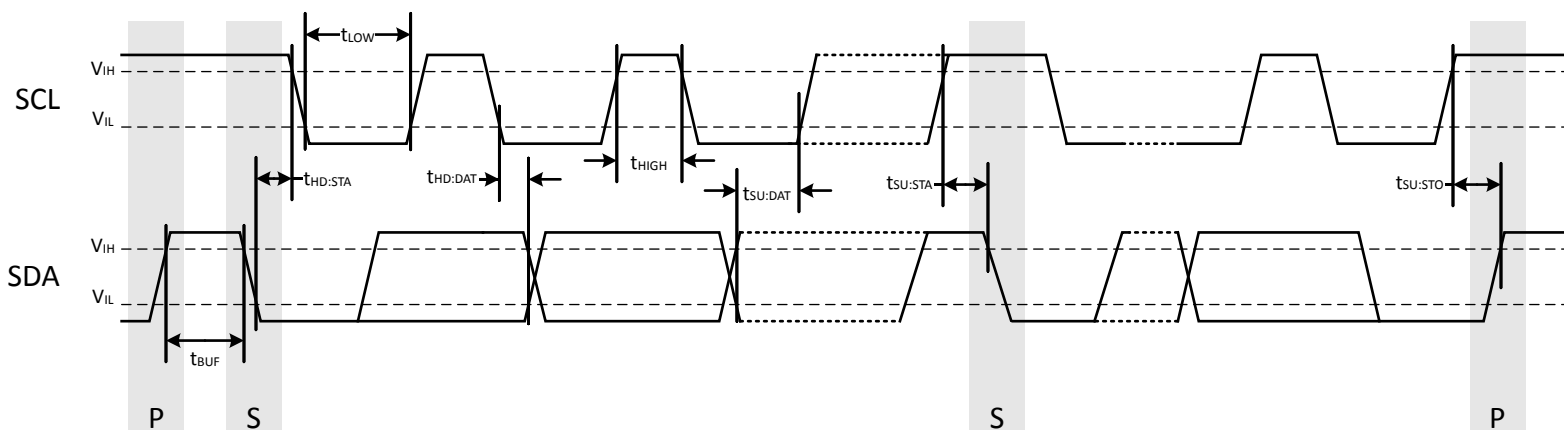 tLOW
VIH
SCL
VIL
tHD:STA
tHD:DAT
tHIGH
tSU:DAT
tSU:STA
tSU:STO
VIH
SDA
VIL
tBUF
P
S
S
P